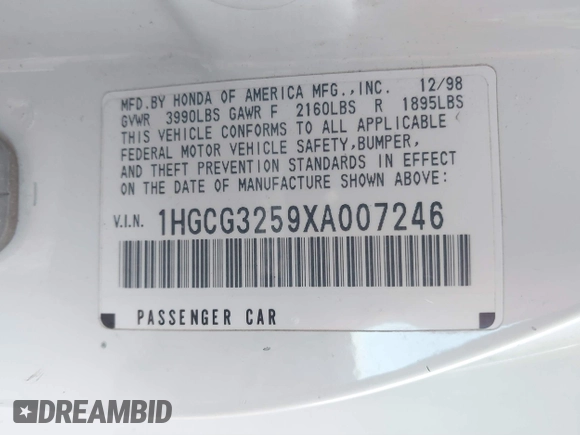 MFD.BY HONDA OF AMERICA MFG.,INC. 12/98
GVWR 3990LBS GAWR F 2160LBS R 1895LBS
THIS VEHICLE CONFORMS TO ALL APPLICABLE
FEDERAL MOTOR VEHICLE SAFETY,BUMPER,
AND THEFT PREVENTION STANDARDS IN EFFECT
ON THE DATE OF MANUFACTURE SHOWN ABOVE:
V.I.N. 1HGCG3259XA007246
PASSENGER CAR
DREAMBID